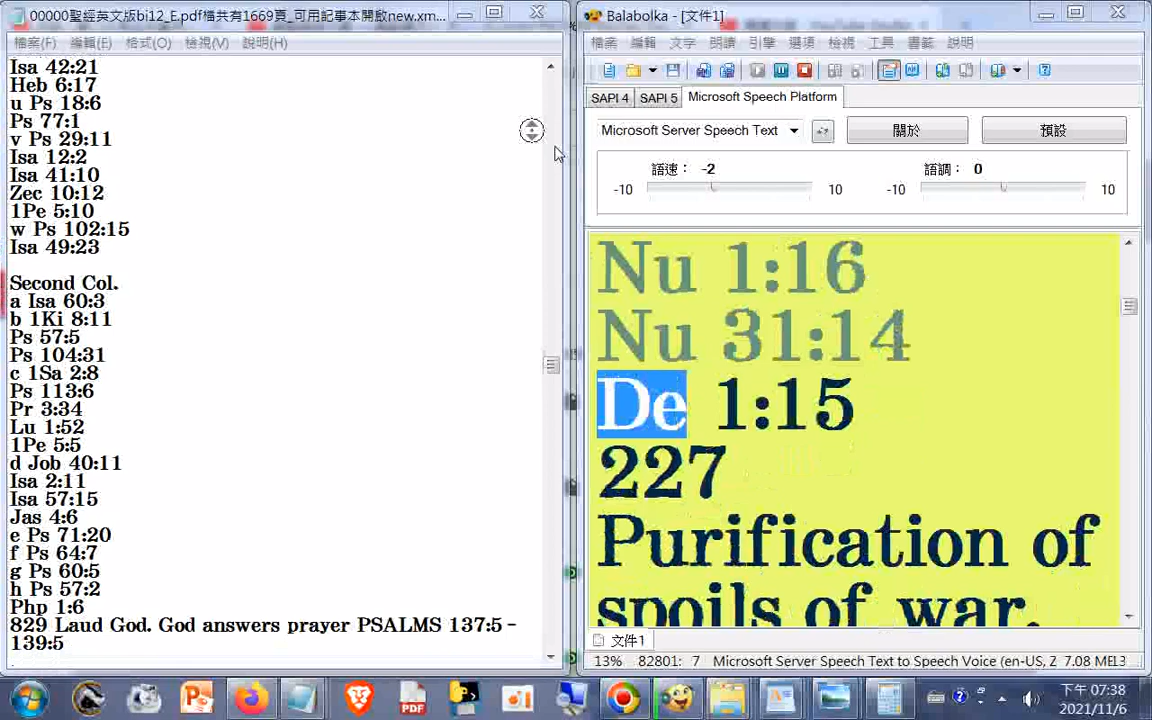 00000聖經英文版bi12_E.pdf檔共有1669頁_可用記事本開啟new.xm...
檔案(F) 編輯(E) 格式(O) 檢視(V) 說明(H)
Isa 42:21
Heb 6:17
u Ps 18:6
Ps 77:1
v Ps 29:11
Isa 12:2
Isa 41:10
Zec 10:12
1Pe 5:10
w Ps 102:15
Isa 49:23
Second Col.
a Isa 60:3
b 1Ki 8:11
Ps 57:5
Ps 104:31
c 1Sa 2:8
Ps 113:6
Pr 3:34
Lu 1:52
1Pe 5:5
d Job 40:11
Isa 2:11
Isa 57:15
Jas 4:6
e Ps 71:20
f Ps 64:7
g Ps 60:5
h Ps 57:2
Php 1:6
829 Laud God. God answers prayer PSALMS 137:5-
139:5
Balabolka - [文件1]
檔案 編輯 文字 朗讀 引擎 選項 檢視 工具 書籤 說明
SAPI 4 SAPI 5 Microsoft Speech Platform
Microsoft Server Speech Text 關於 預設
語速： -2 語調： 0
-10 10 -10 10
Nu 1:16
Nu 31:14
De 1:15
227
Purification of
spoils of war.
文件1
13% 82801: 7 Microsoft Server Speech Text to Speech Voice (en-US, Z 7.08 ME
下午 07:38
2021/11/6